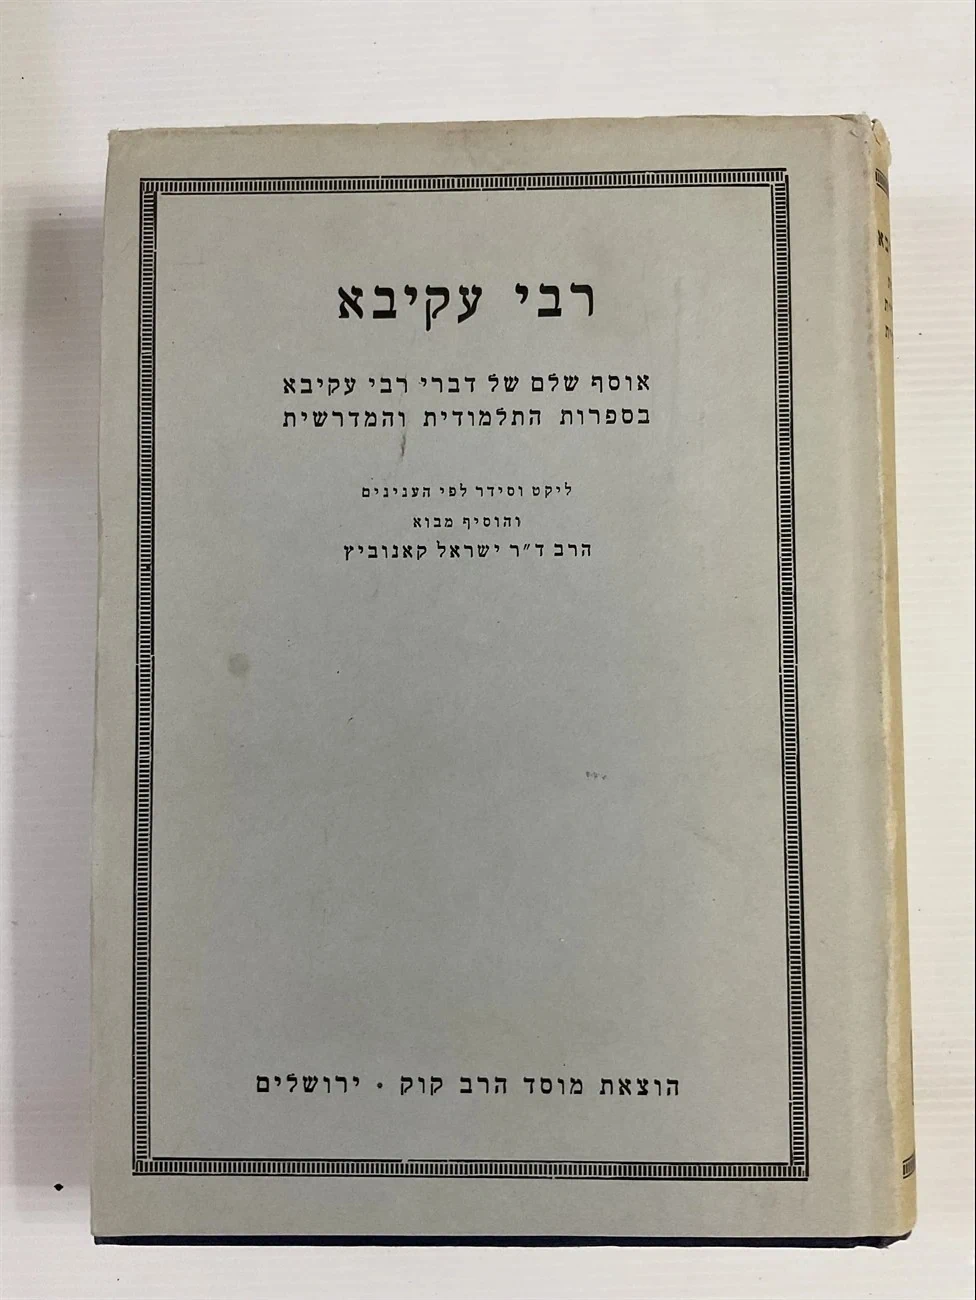 רבי עקיבא
אוסף שלם של דברי רבי עקיבא
בספרות התלמודית והמדרשית
ליקט וסידר לפי הענינים
והוסיף מבוא
הרב ד״ר ישראל קאנוביץ
הוצאת מוסד הרב קוק • ירושלים